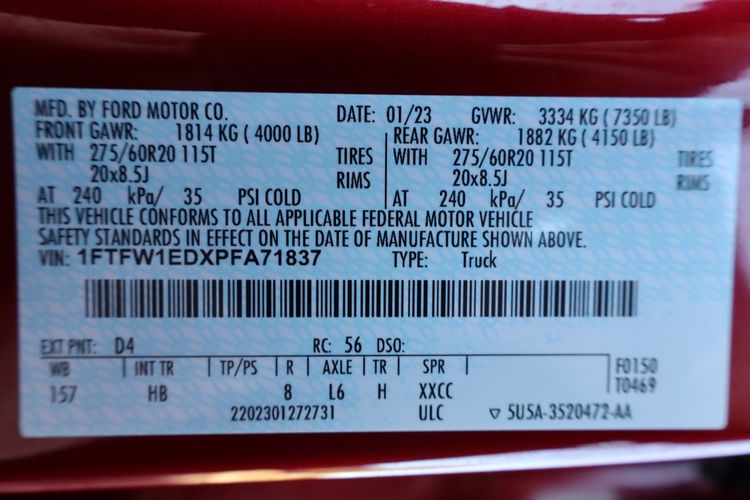 MFD. BY FORD MOTOR CO. DATE: 01/23 GVWR: 3334 KG ( 7350 LB)
FRONT GAWR: 1814 KG ( 4000 LB) REAR GAWR: 1882 KG ( 4150 LB)
WITH 275/60R20 115T TIRES WITH 275/60R20 115T TIRES
20x8.5J RIMS 20x8.5J RIMS
AT 240 kPa/ 35 PSI COLD AT 240 kPa/ 35 PSI COLD
THIS VEHICLE CONFORMS TO ALL APPLICABLE FEDERAL MOTOR VEHICLE
SAFETY STANDARDS IN EFFECT ON THE DATE OF MANUFACTURE SHOWN ABOVE.
VIN: 1FTFW1EDXPFA71837 TYPE: Truck
EXT PNT: D4 RC: 56 DSO:
WB INT TR TP/PS R AXLE TR SPR F0150
157 HB 8 L6 H XXCC T0469
2202301272731 ULC ▽ 5U5A-3520472-AA